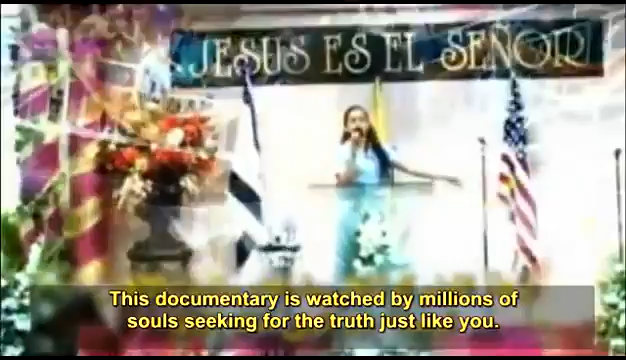 JESUS ES EL SEÑOR
This documentary is watched by millions of
souls seeking for the truth just like you.